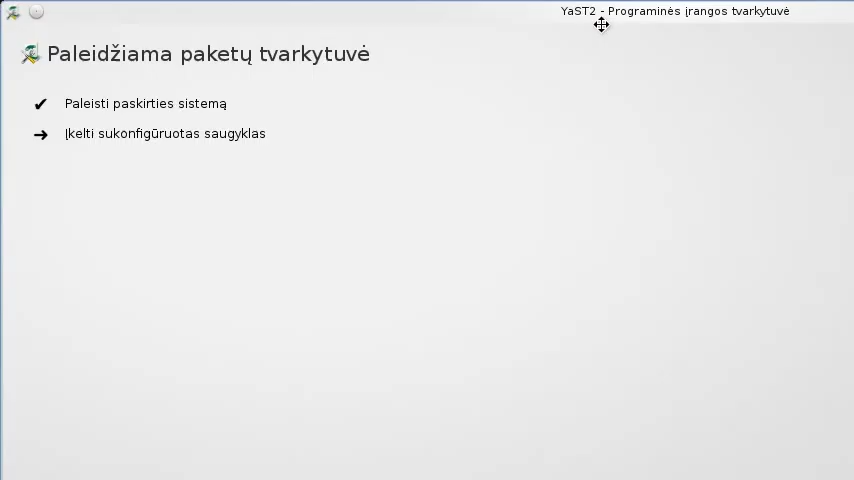 YaST2 - Programinės įrangos tvarkytuvė
Paleidžiama paketų tvarkytuvė
Paleisti paskirties sistemą
Įkelti sukonfigūruotas saugyklas